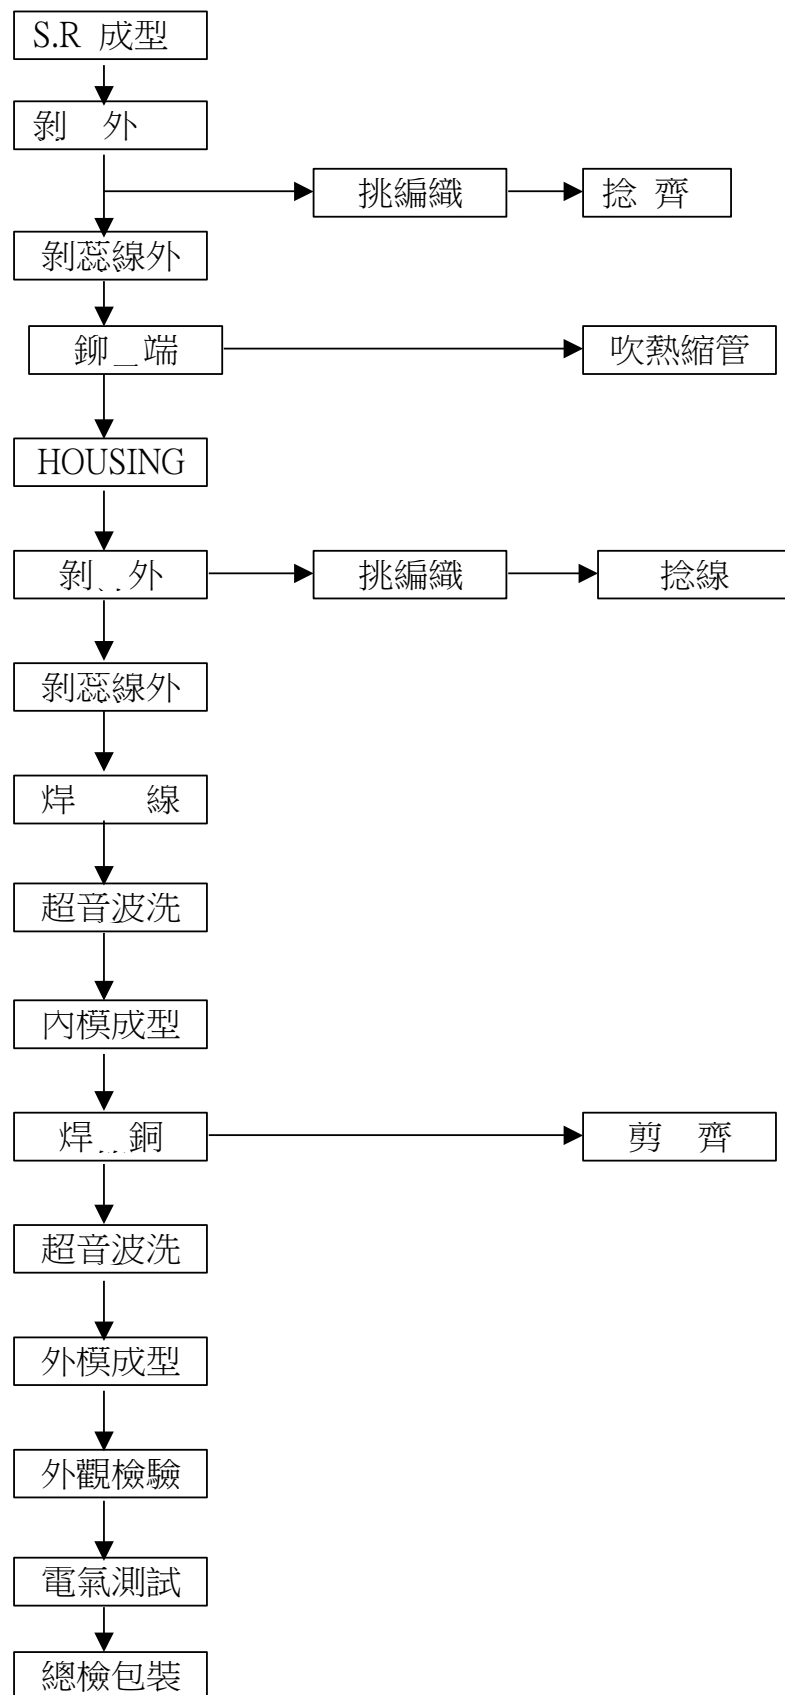 S.R 成型
剝 外
挑編織
捻 齊
剝蕊線外
鉚 端
吹熱縮管
HOUSING
剝 外
挑編織
捻線
剝蕊線外
焊 線
超音波洗
內模成型
焊 銅
剪 齊
超音波洗
外模成型
外觀檢驗
電氣測試
總檢包裝